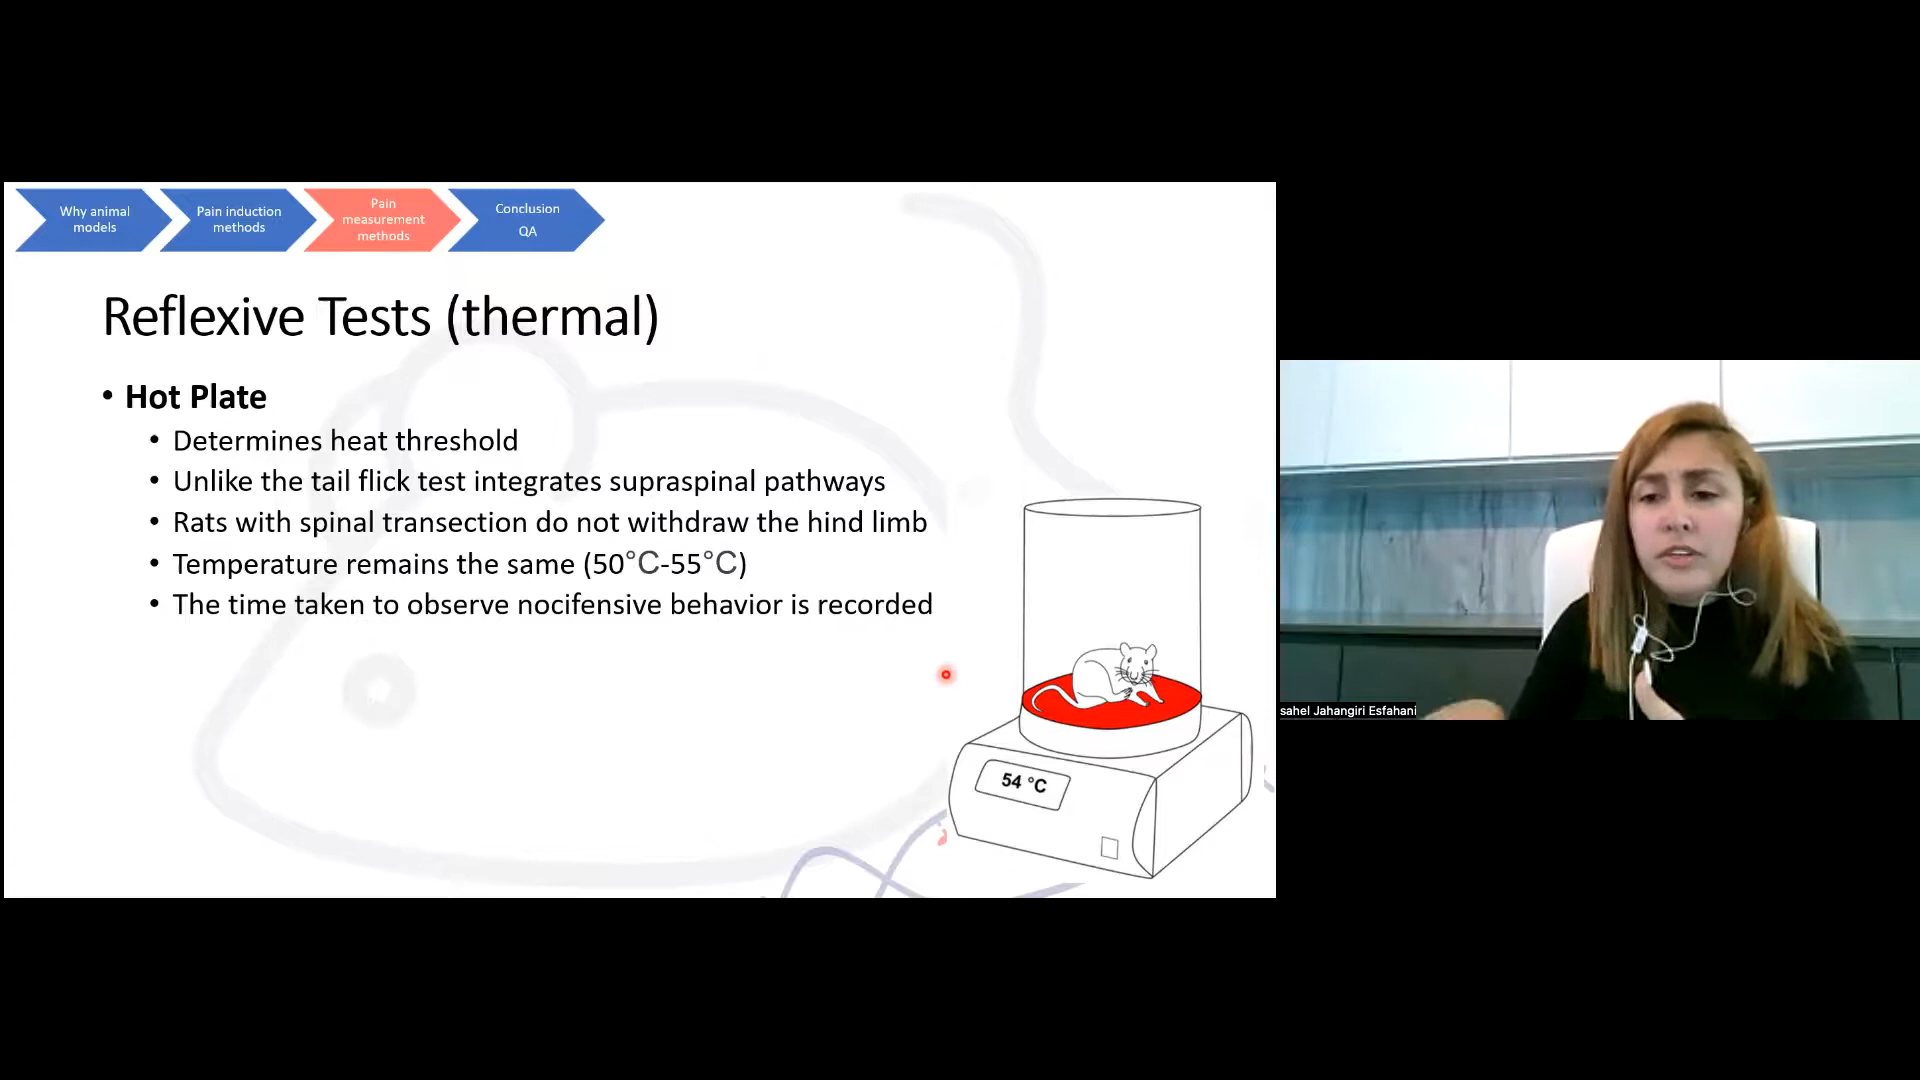 Why animal
models
Pain induction
methods
Pain
measurement
methods
Conclusion
QA
Reflexive Tests (thermal)
• Hot Plate
• Determines heat threshold
• Unlike the tail flick test integrates supraspinal pathways
• Rats with spinal transection do not withdraw the hind limb
• Temperature remains the same (50°C-55°C)
• The time taken to observe nocifensive behavior is recorded
54 °C
sahel Jahangiri Esfahani